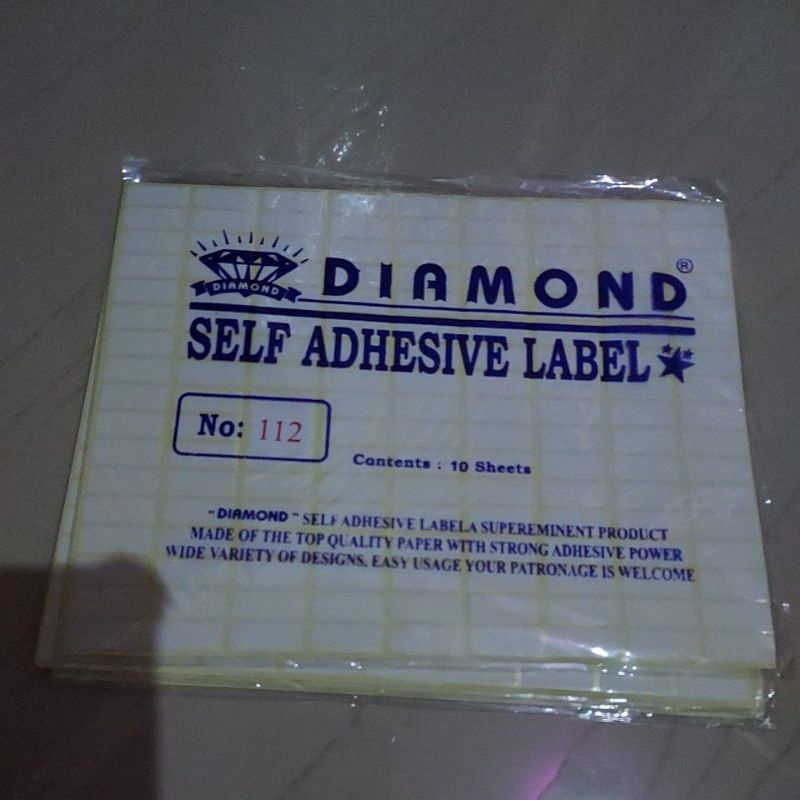 DIAMOND
DIAMOND®
SELF ADHESIVE LABEL
No: 112
Contents : 10 Sheets
"DIAMOND" SELF ADHESIVE LABELA SUPEREMINENT PRODUCT
MADE OF THE TOP QUALITY PAPER WITH STRONG ADHESIVE POWER
WIDE VARIETY OF DESIGNS, EASY USAGE YOUR PATRONAGE IS WELCOME